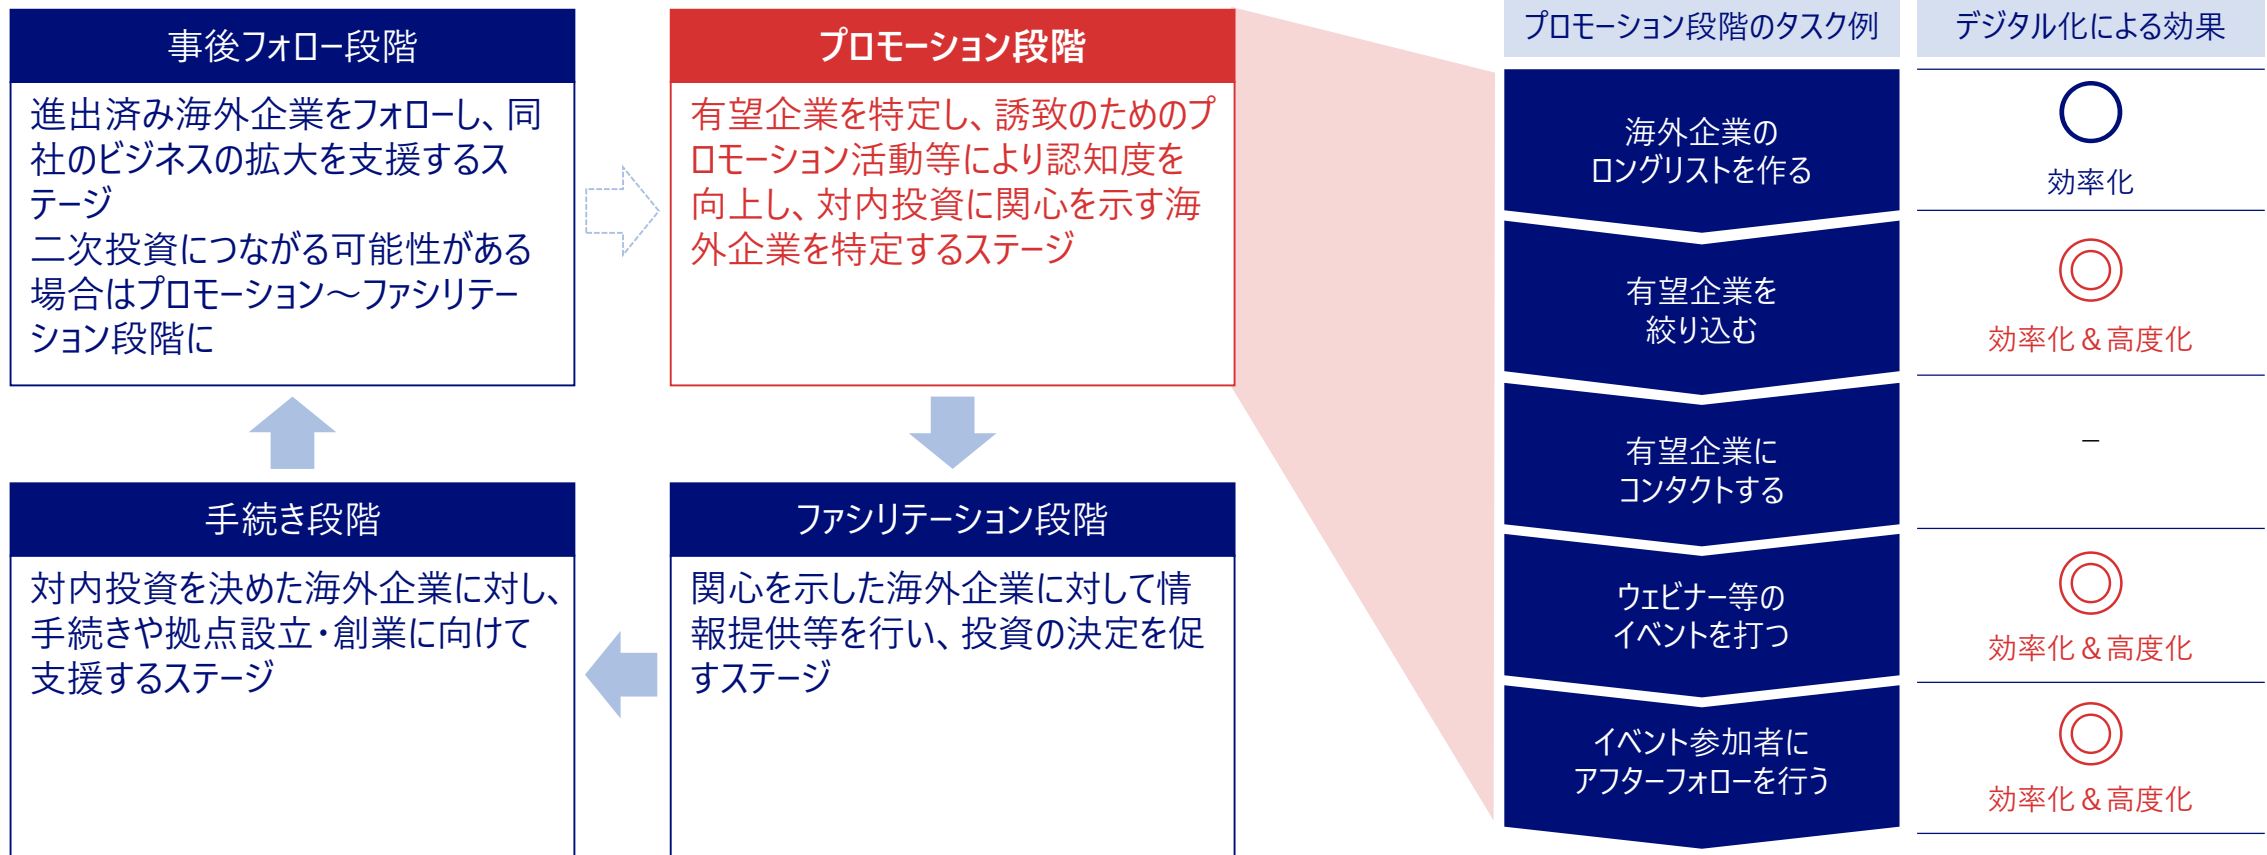 事後フォロー段階
進出済み海外企業をフォローし、同
社のビジネスの拡大を支援するス
テージ
二次投資につながる可能性がある
場合はプロモーション～ファシリテー
ション段階に
プロモーション段階
有望企業を特定し、誘致のためのプ
ロモーション活動等により認知度を
向上し、対内投資に関心を示す海
外企業を特定するステージ
手続き段階
対内投資を決めた海外企業に対し、
手続きや拠点設立・創業に向けて
支援するステージ
ファシリテーション段階
関心を示した海外企業に対して情
報提供等を行い、投資の決定を促
すステージ
プロモーション段階のタスク例
デジタル化による効果
海外企業の
ロングリストを作る
○
効率化
有望企業を
絞り込む
◎
効率化＆高度化
有望企業に
コンタクトする
–
ウェビナー等の
イベントを打つ
◎
効率化＆高度化
イベント参加者に
アフターフォローを行う
◎
効率化＆高度化